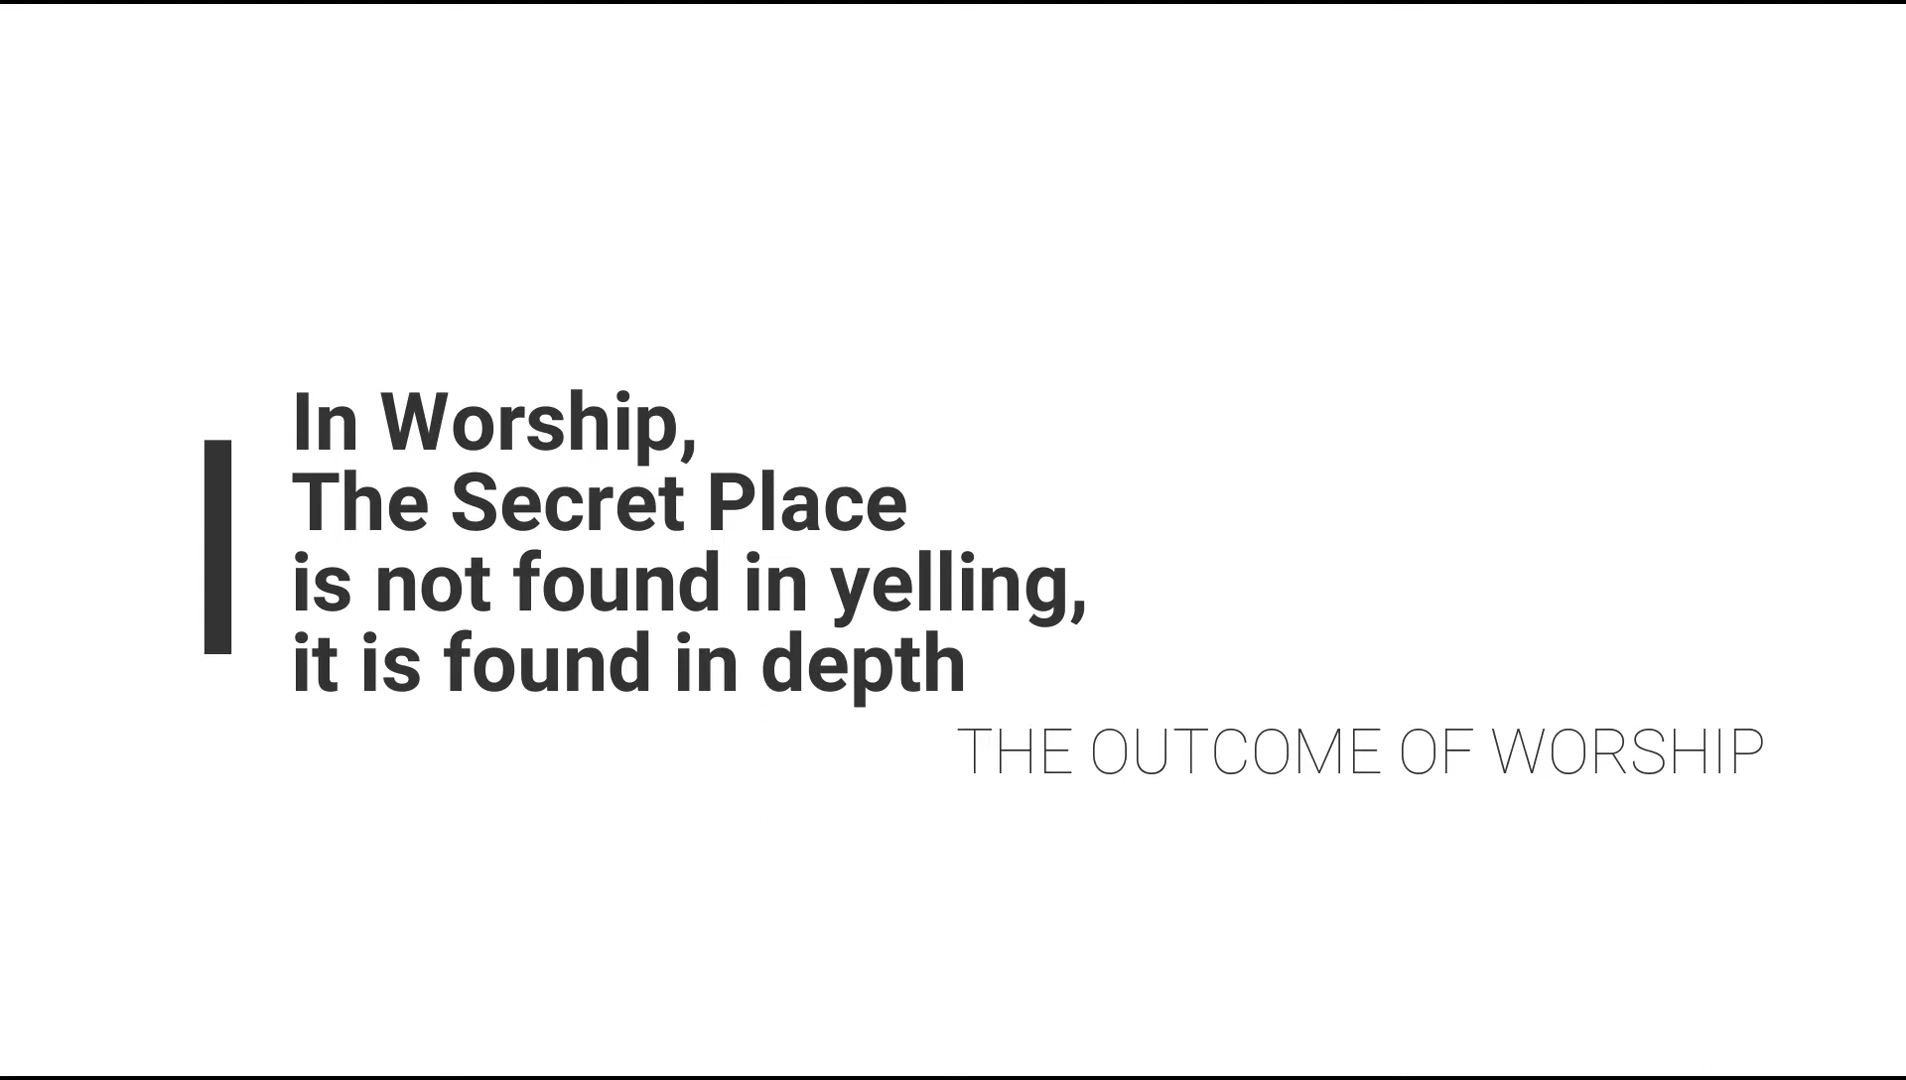 In Worship,
The Secret Place
is not found in yelling,
it is found in depth
THE OUTCOME OF WORSHIP